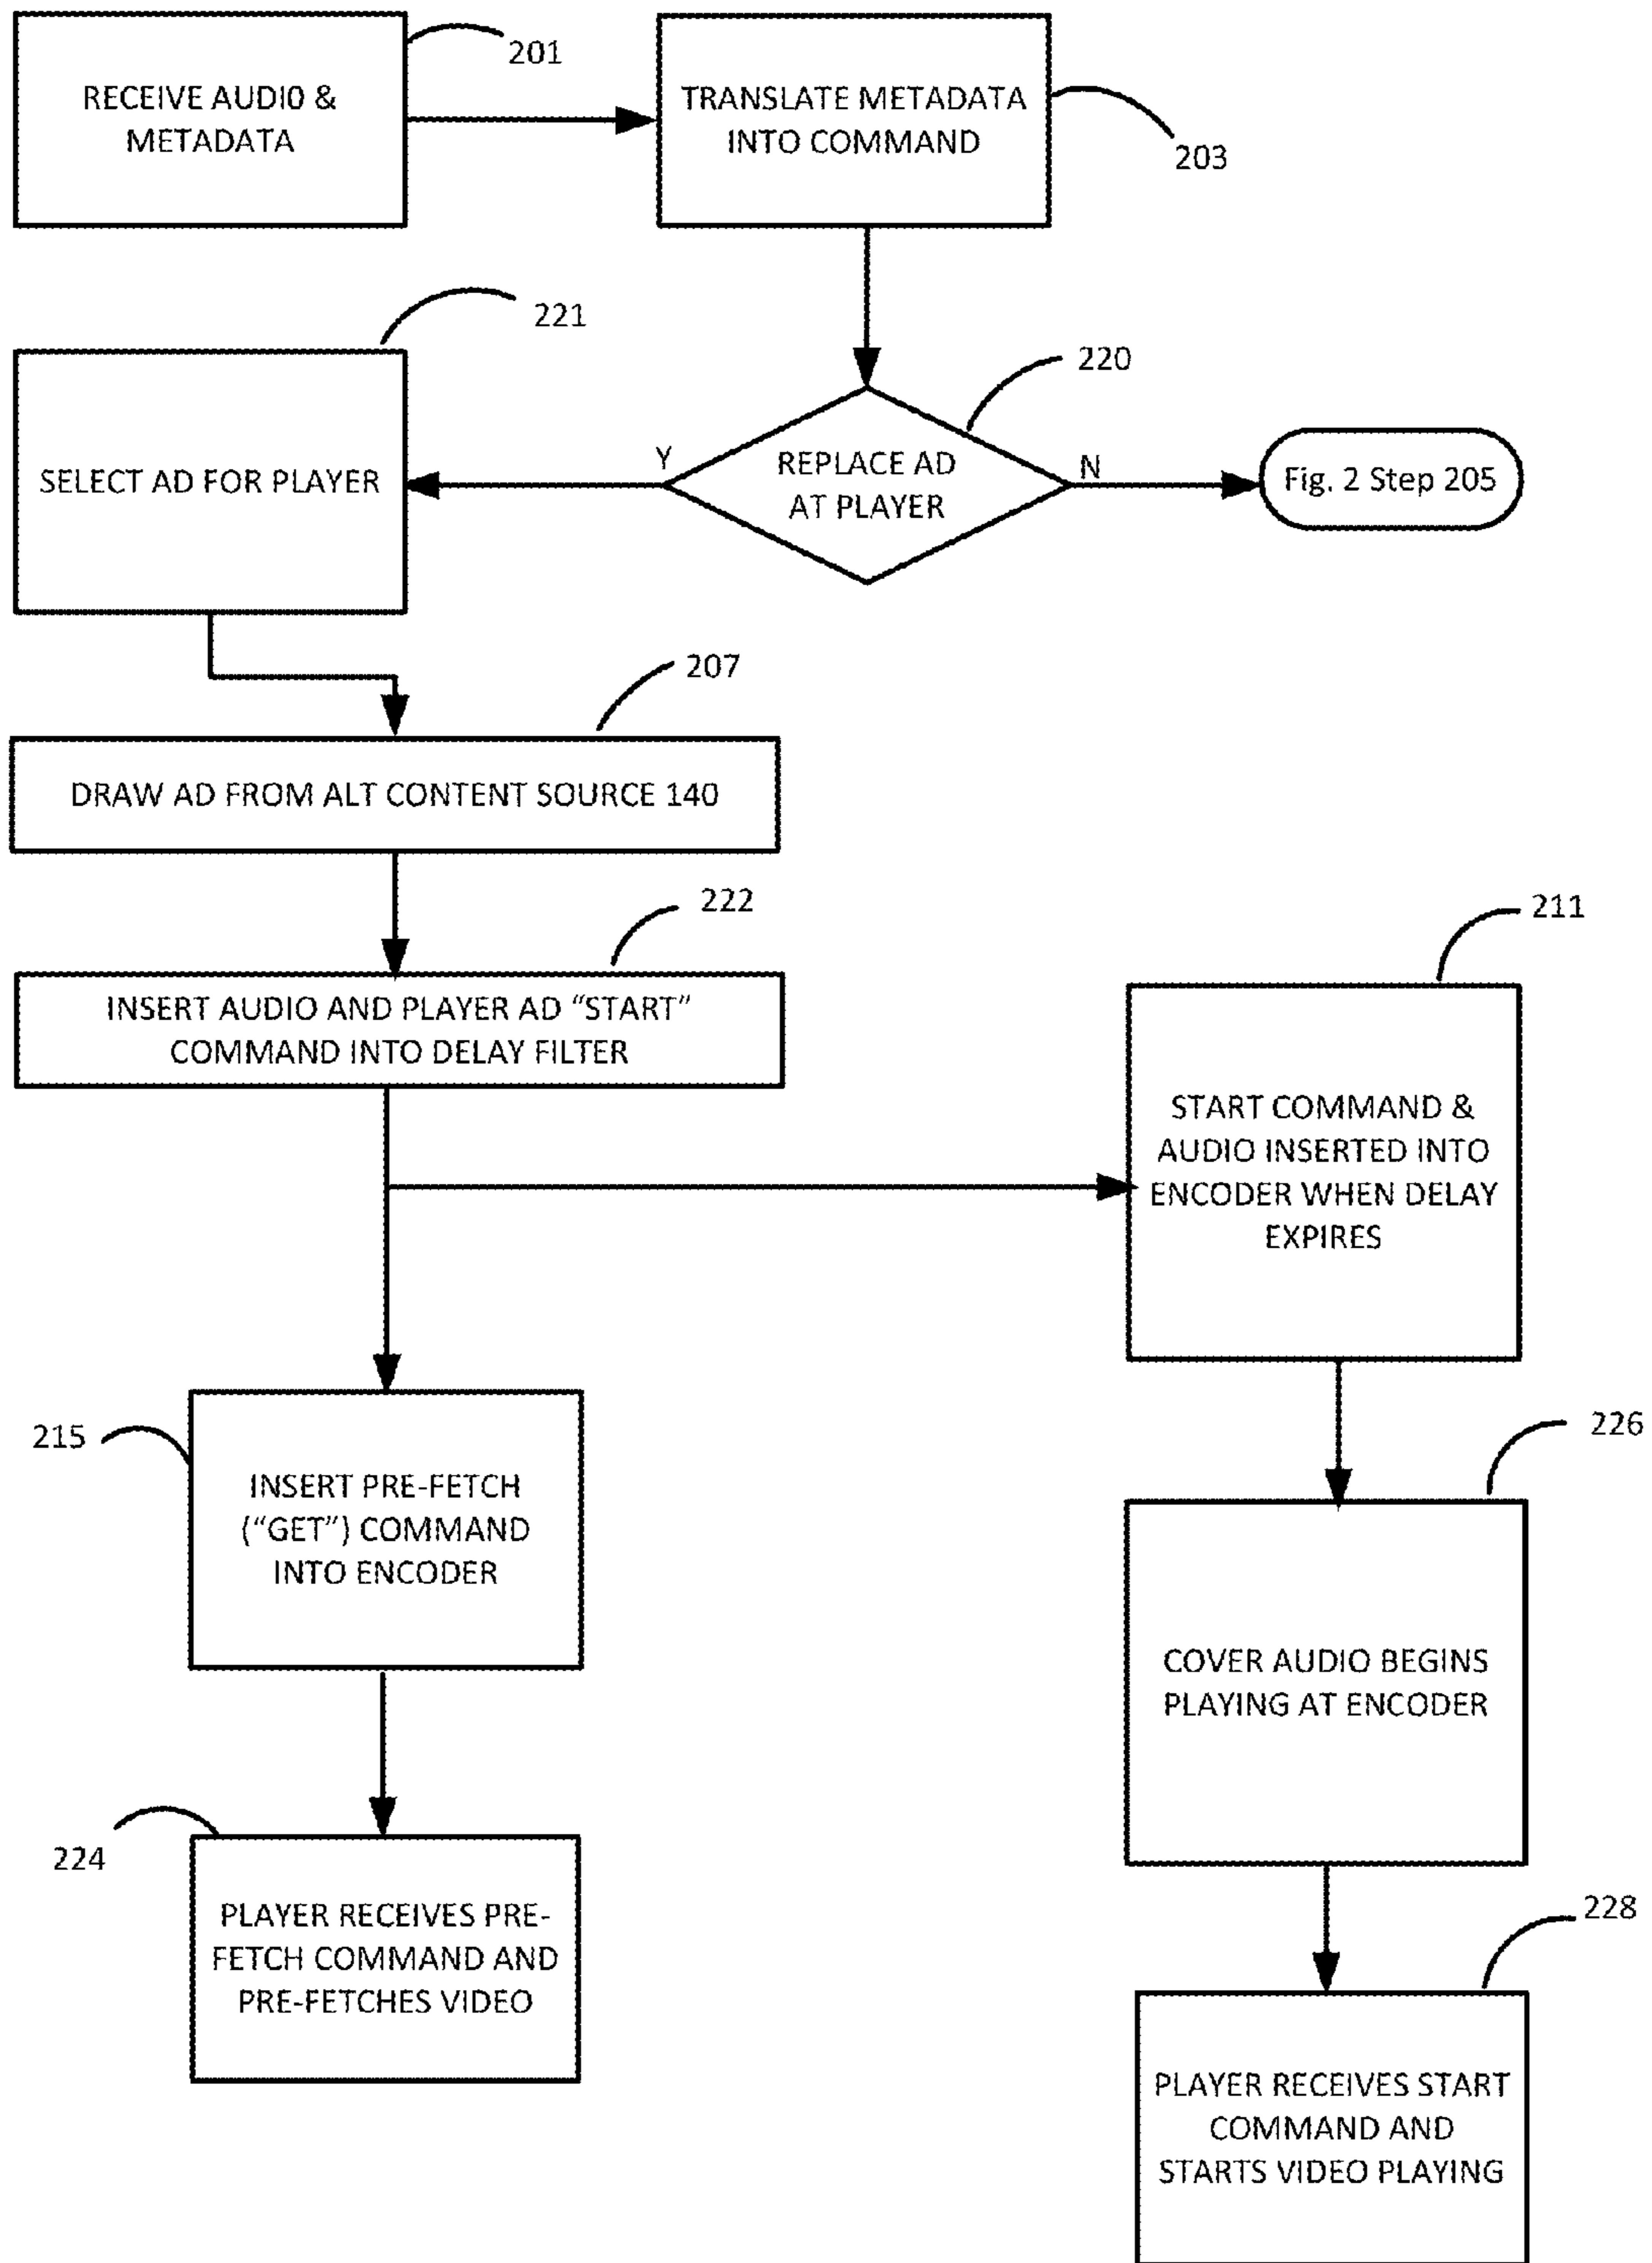 RECEIVE AUDIO &
METADATA
201
TRANSLATE METADATA
INTO COMMAND
203
221
SELECT AD FOR PLAYER
220
Y
REPLACE AD
AT PLAYER
N
Fig. 2 Step 205
207
DRAW AD FROM ALT CONTENT SOURCE 140
222
INSERT AUDIO AND PLAYER AD “START”
COMMAND INTO DELAY FILTER
211
START COMMAND &
AUDIO INSERTED INTO
ENCODER WHEN DELAY
EXPIRES
215
INSERT PRE-FETCH
(“GET”) COMMAND
INTO ENCODER
226
COVER AUDIO BEGINS
PLAYING AT ENCODER
224
PLAYER RECEIVES PRE-
FETCH COMMAND AND
PRE-FETCHES VIDEO
228
PLAYER RECEIVES START
COMMAND AND
STARTS VIDEO PLAYING